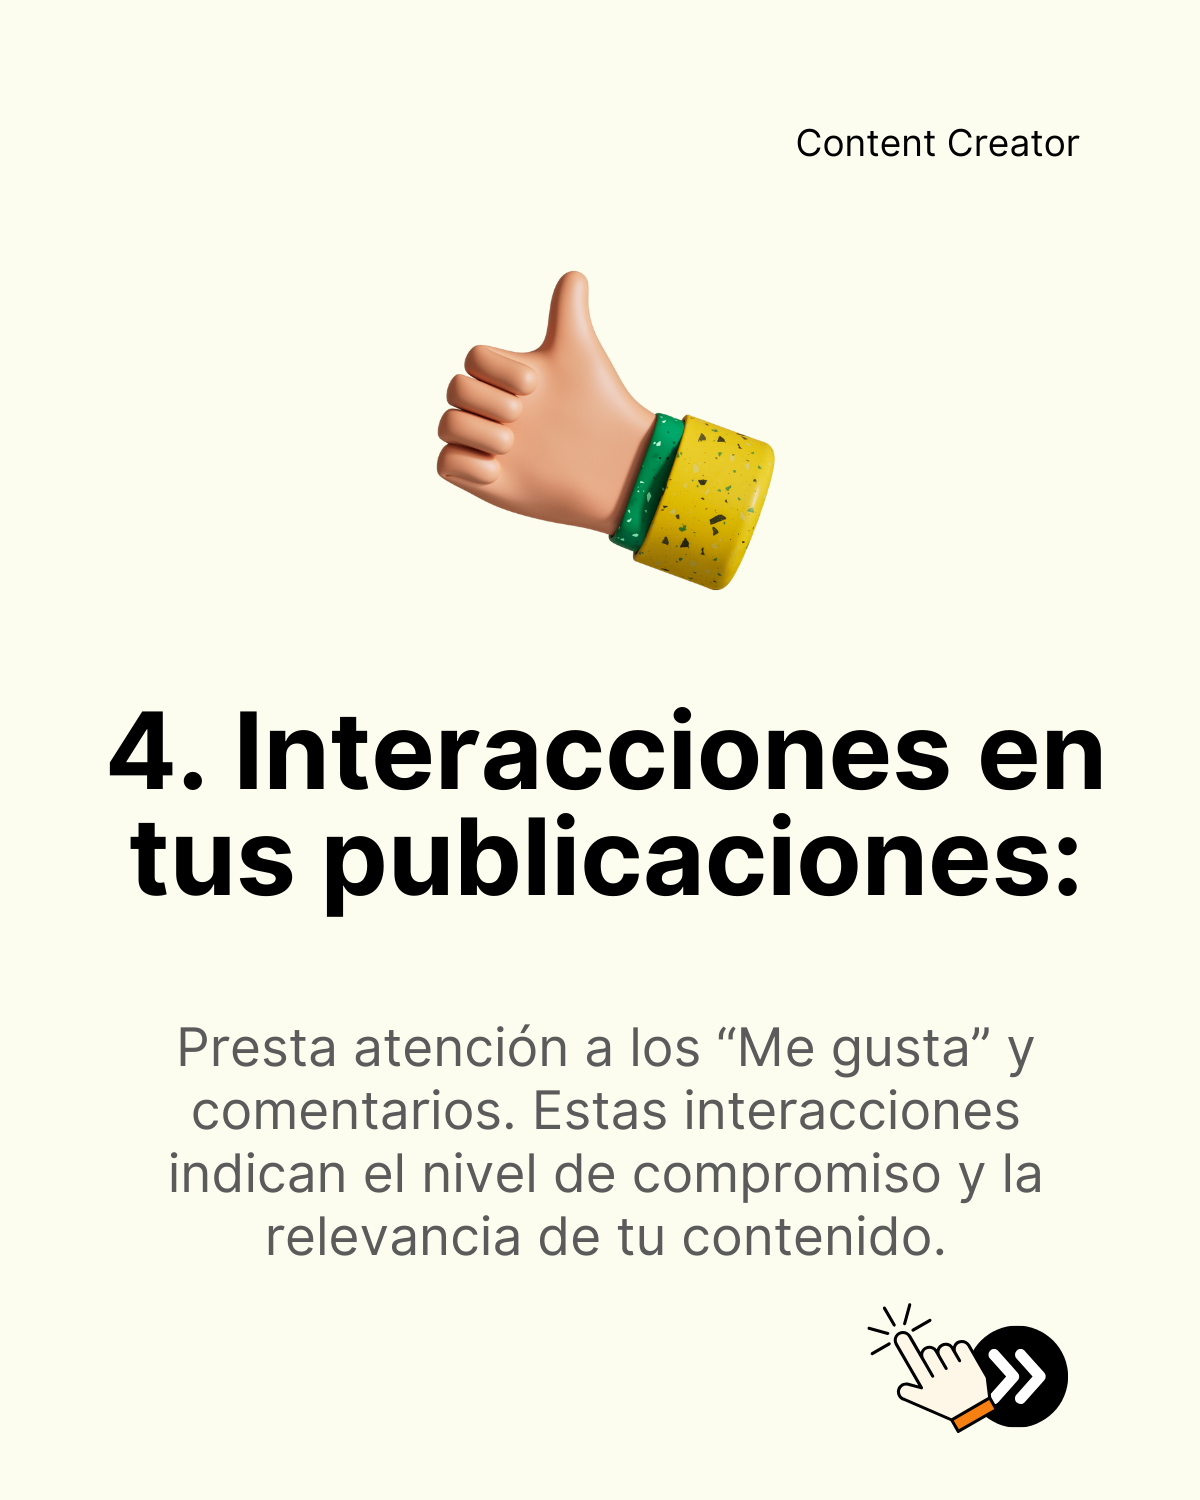 Content Creator
4. Interacciones en
tus publicaciones:
Presta atención a los “Me gusta” y
comentarios. Estas interacciones
indican el nivel de compromiso y la
relevancia de tu contenido.